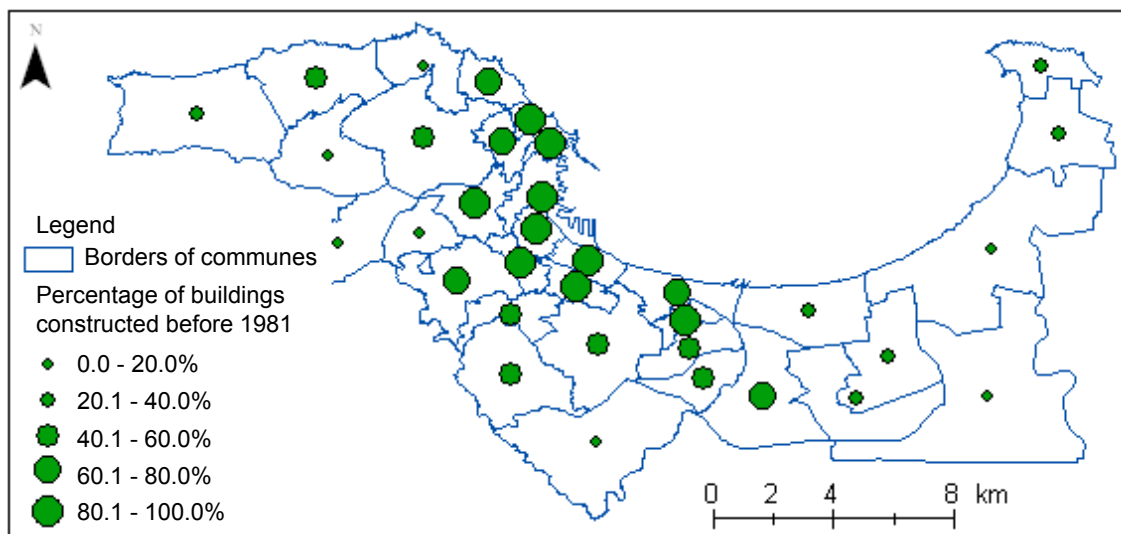 N
Legend
Borders of communes
Percentage of buildings
constructed before 1981
0.0 - 20.0%
20.1 - 40.0%
40.1 - 60.0%
60.1 - 80.0%
80.1 - 100.0%
0 2 4 8 km